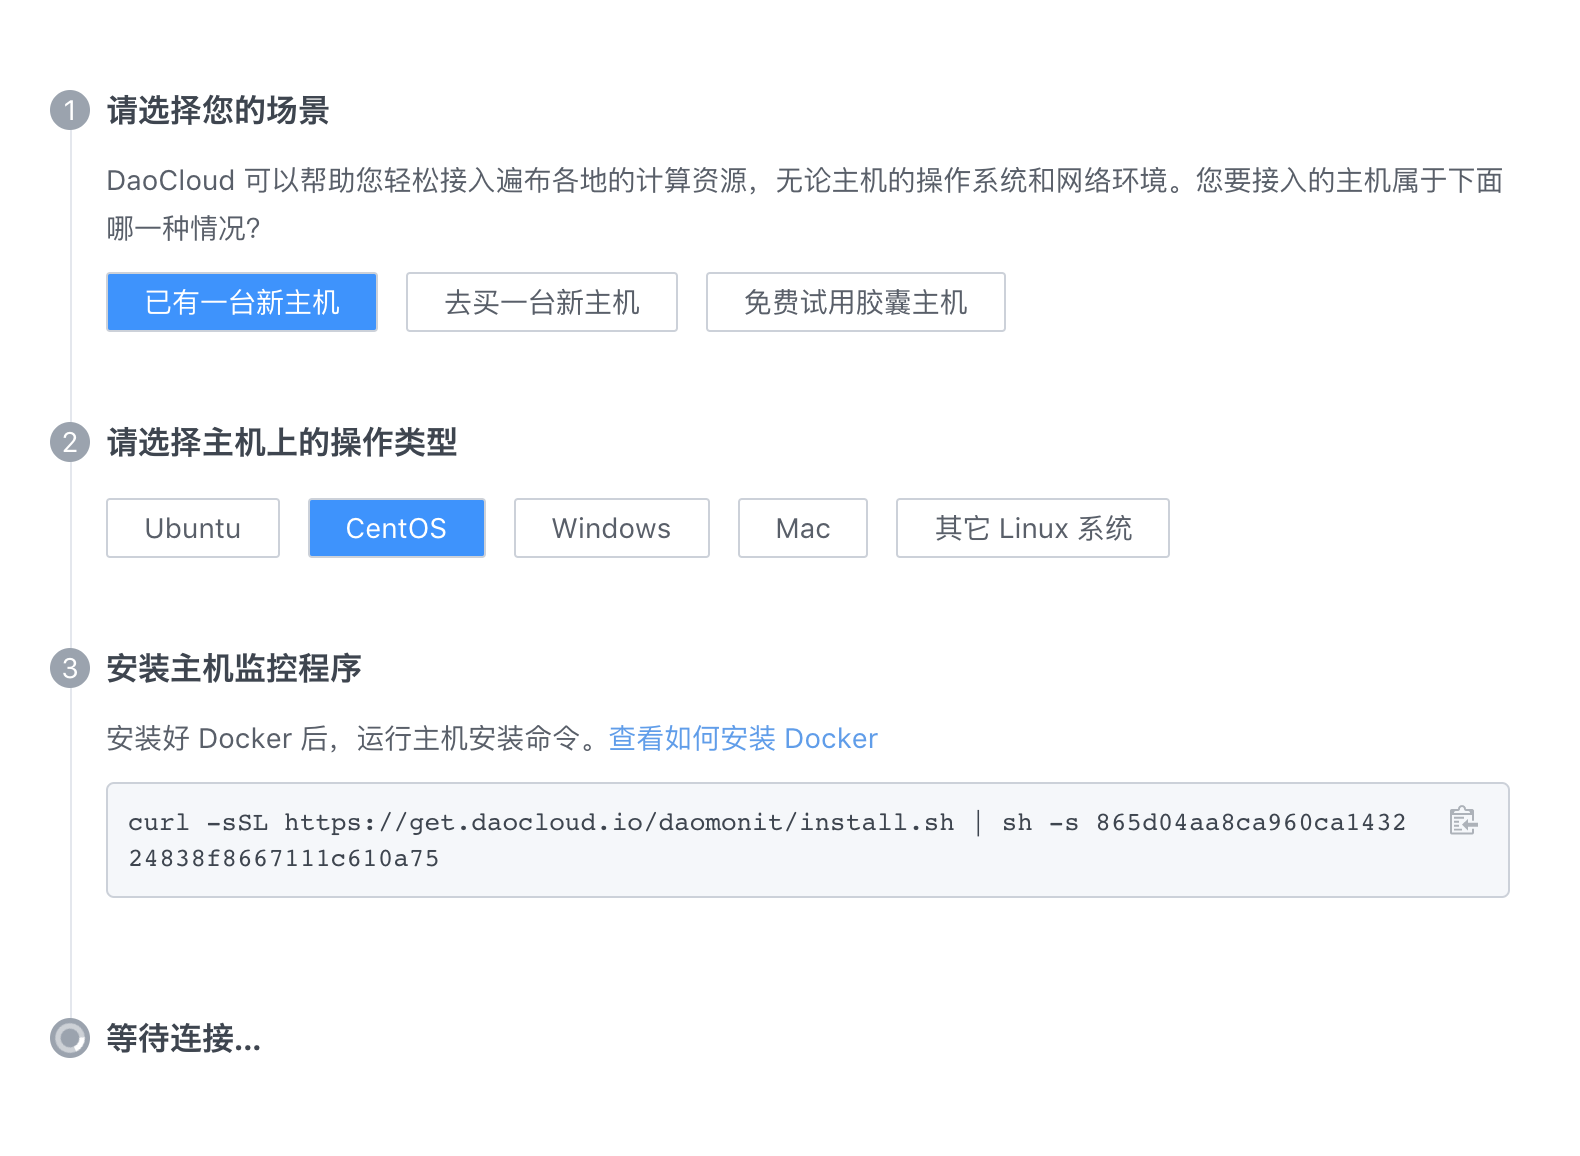 1 请选择您的场景
DaoCloud 可以帮助您轻松接入遍布各地的计算资源，无论主机的操作系统和网络环境。您要接入的主机属于下面
哪一种情况?
已有一台新主机 去买一台新主机 免费试用胶囊主机
2 请选择主机上的操作类型
Ubuntu CentOS Windows Mac 其它 Linux 系统
3 安装主机监控程序
安装好 Docker 后，运行主机安装命令。查看如何安装 Docker
curl -sSL https://get.daocloud.io/daomonit/install.sh | sh -s 865d04aa8ca960ca1432
24838f8667111c610a75
等待连接...